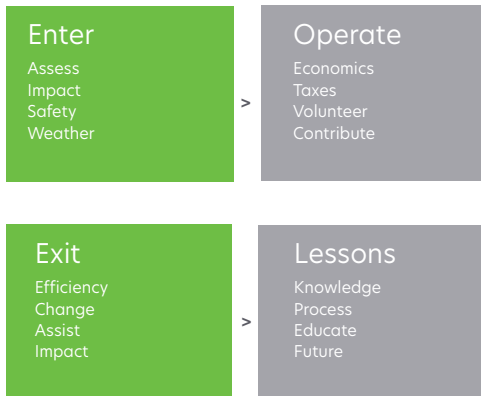 Enter
Assess
Impact
Safety
Weather
>
Operate
Economics
Taxes
Volunteer
Contribute
Exit
Efficiency
Change
Assist
Impact
>
Lessons
Knowledge
Process
Educate
Future